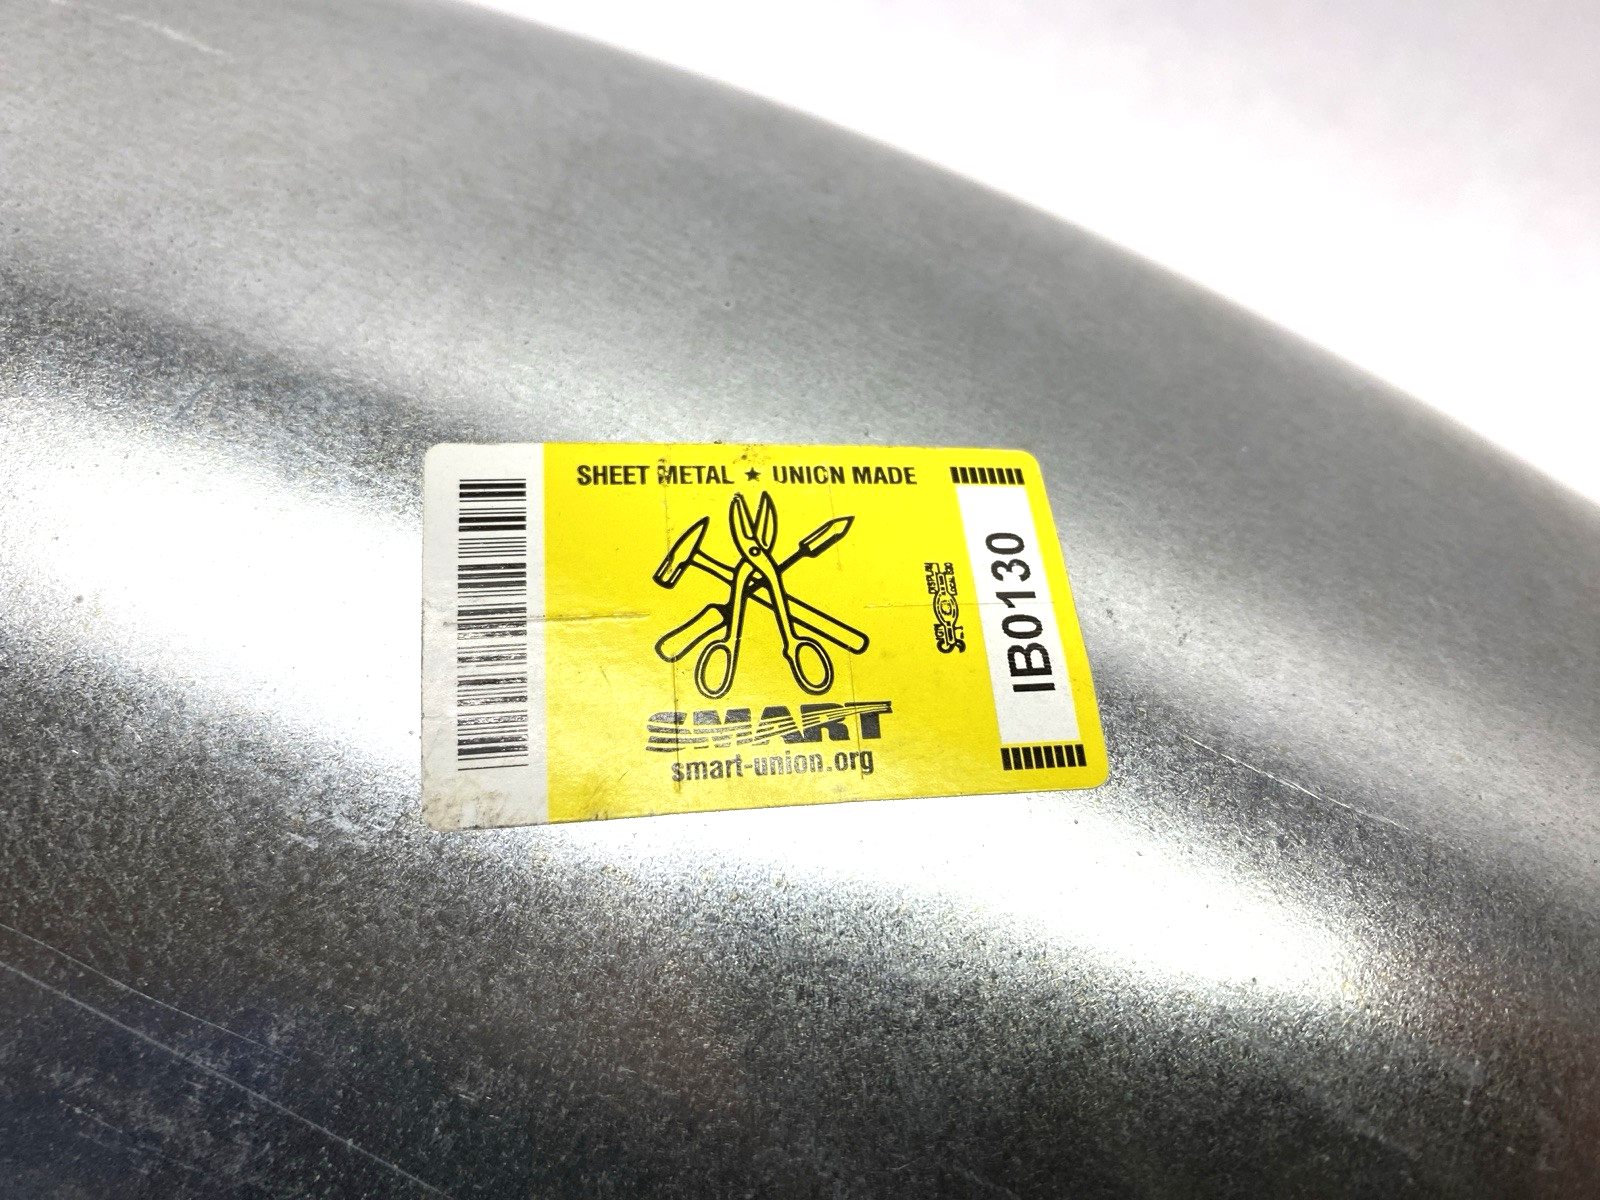 SHEET METAL ★ UNION MADE
SMART
smart-union.org
IB0130